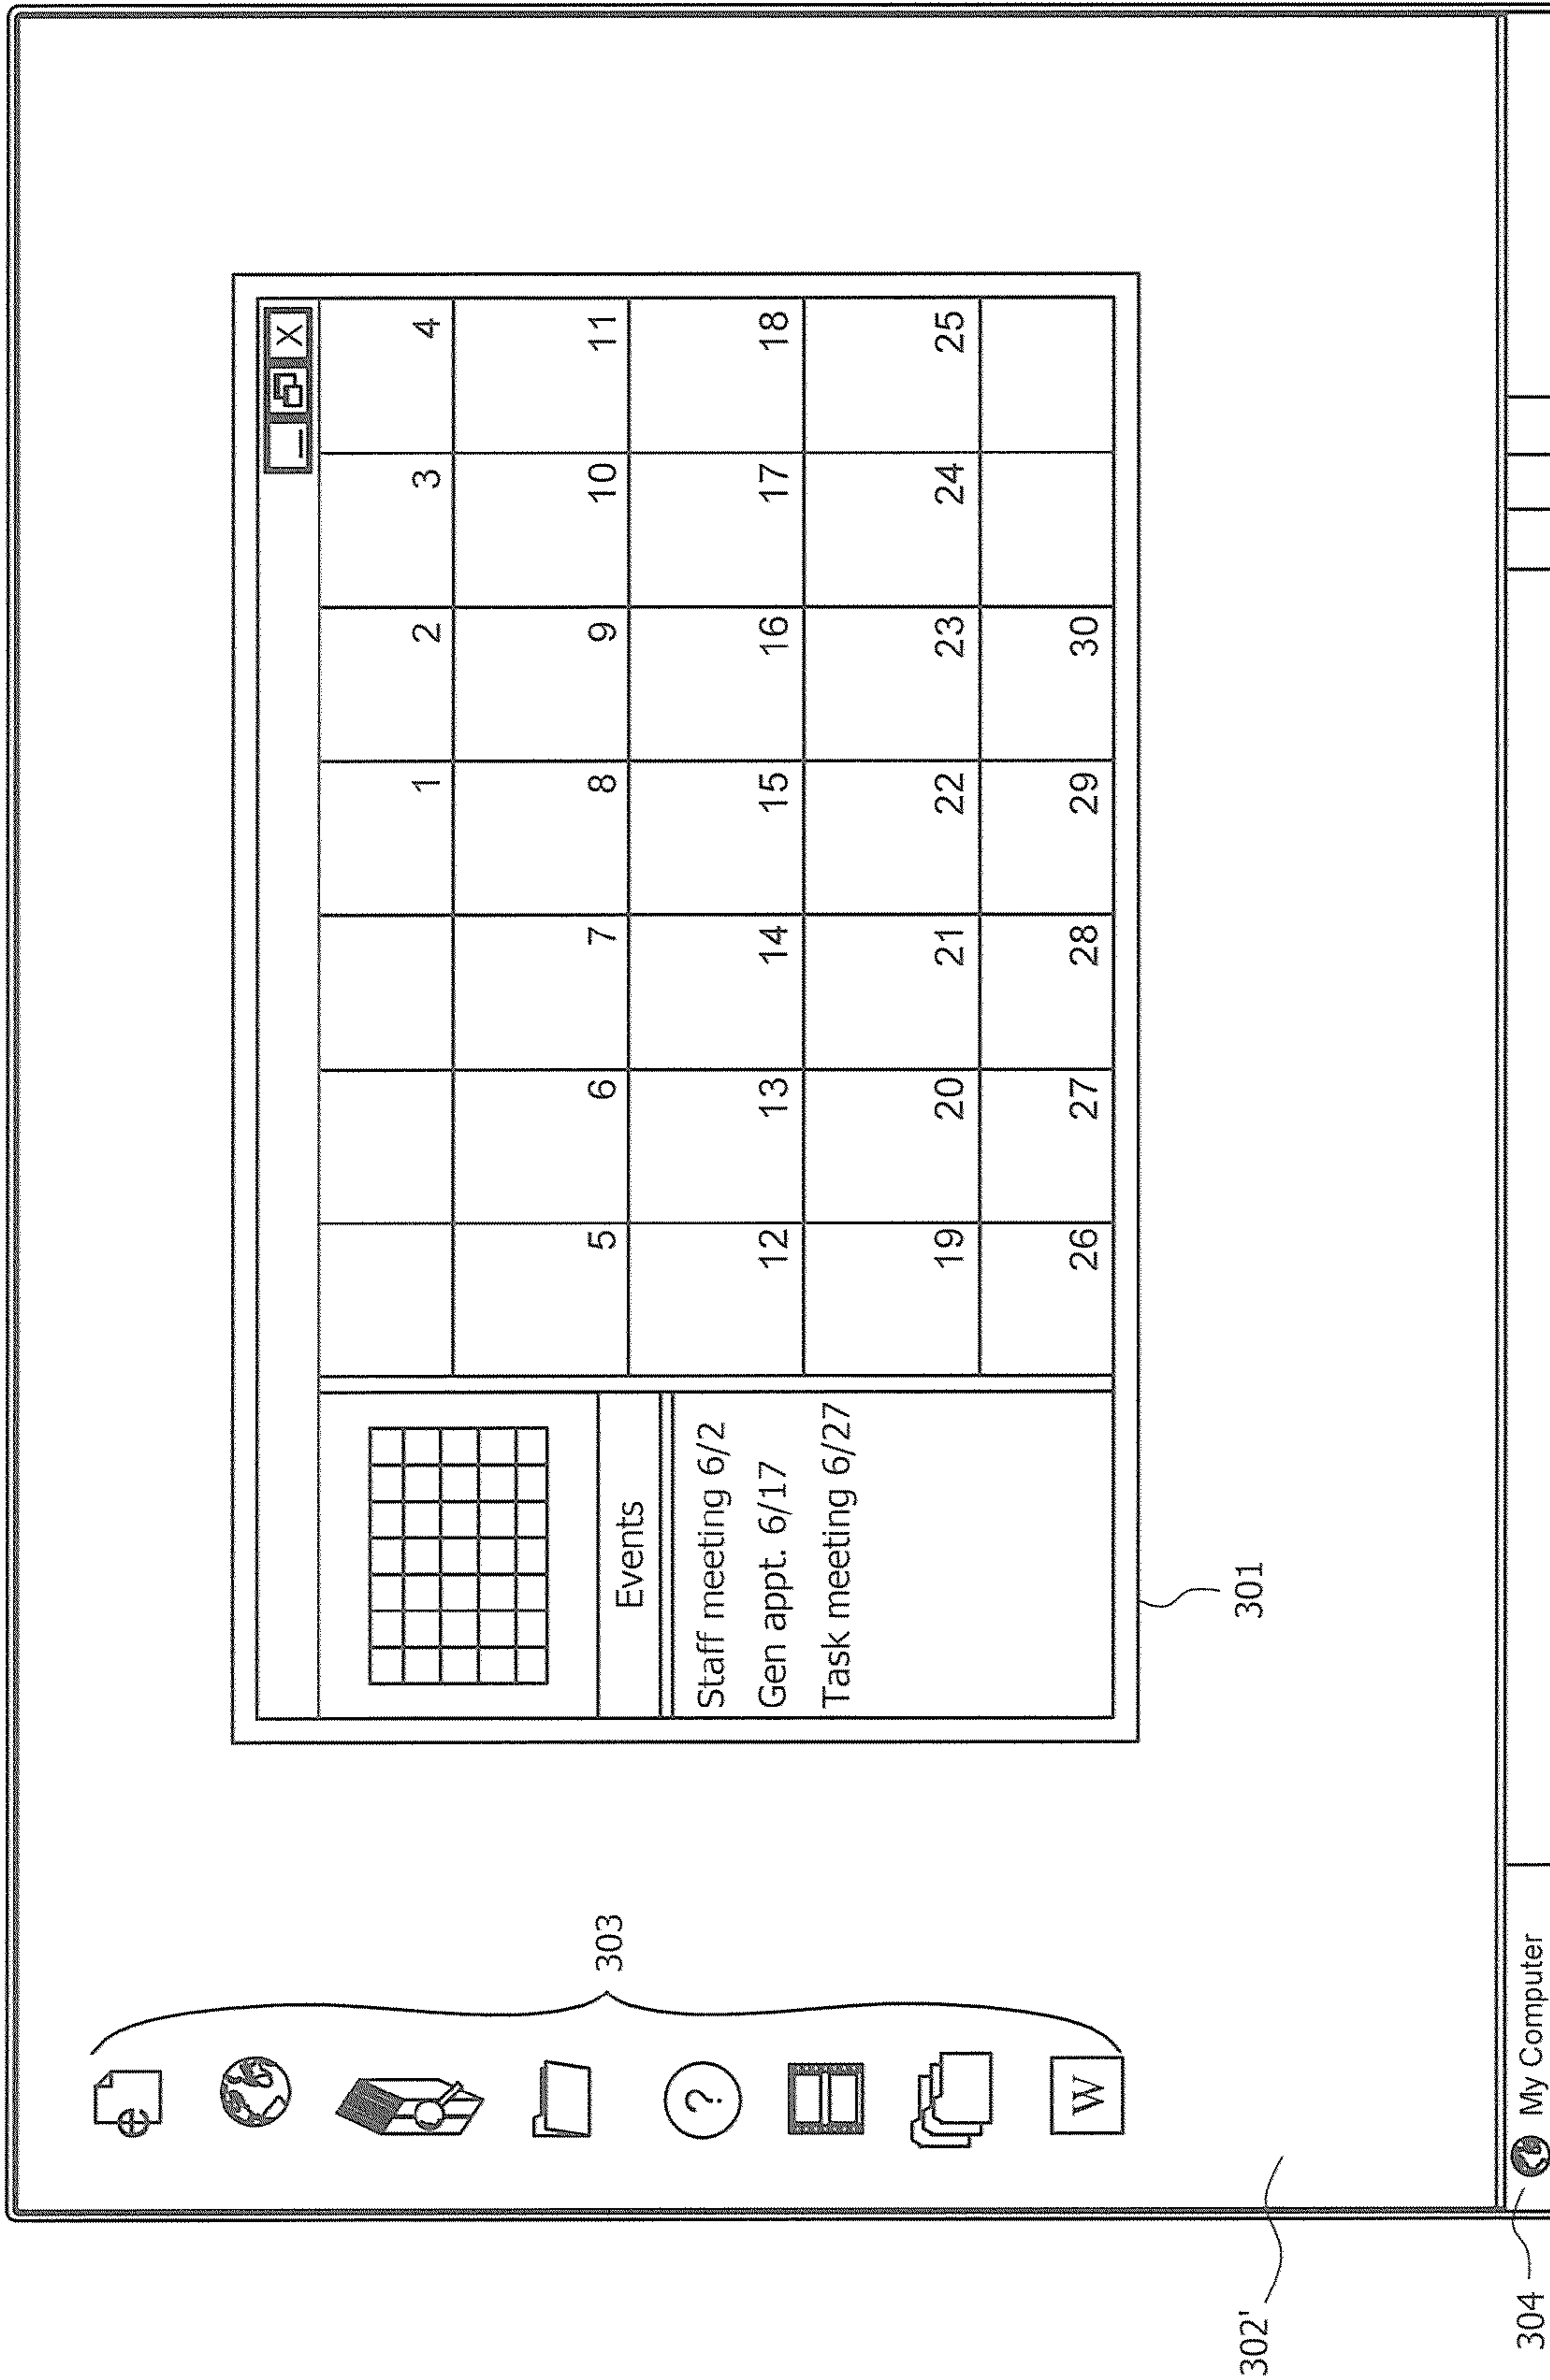 X
1 2 3 4
5 6 7 8 9 10 11
12 13 14 15 16 17 18
19 20 21 22 23 24 25
26 27 28 29 30
Events
Staff meeting 6/2
Gen appt. 6/17
Task meeting 6/27
303
?
W
301
302'
304
My Computer